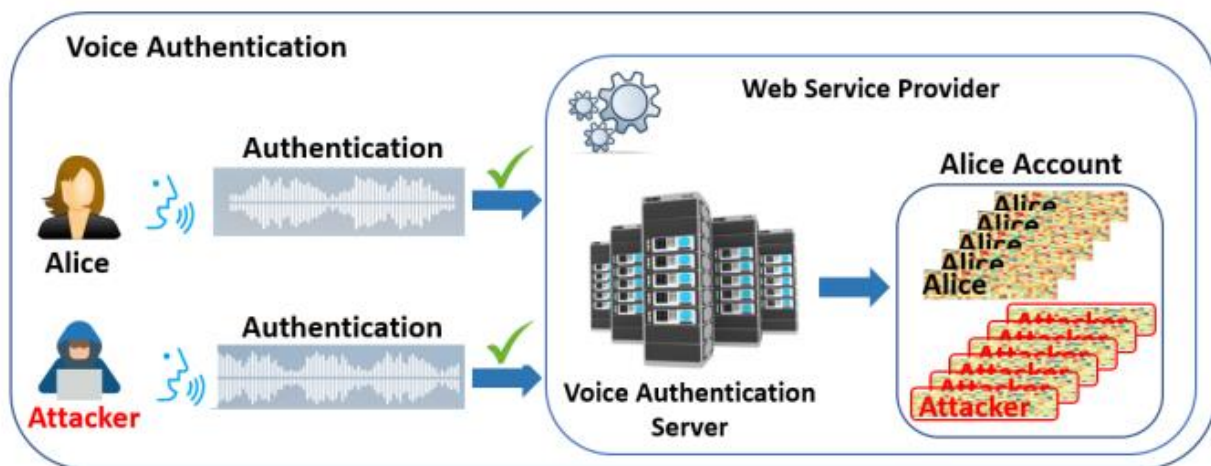 Voice Authentication
Web Service Provider
Authentication
Alice
Authentication
Attacker
Voice Authentication
Server
Alice Account
Alice
Alice
Alice
Alice
Alice
Attacker
Attacker
Attacker
Attacker
Attacker
Attacker